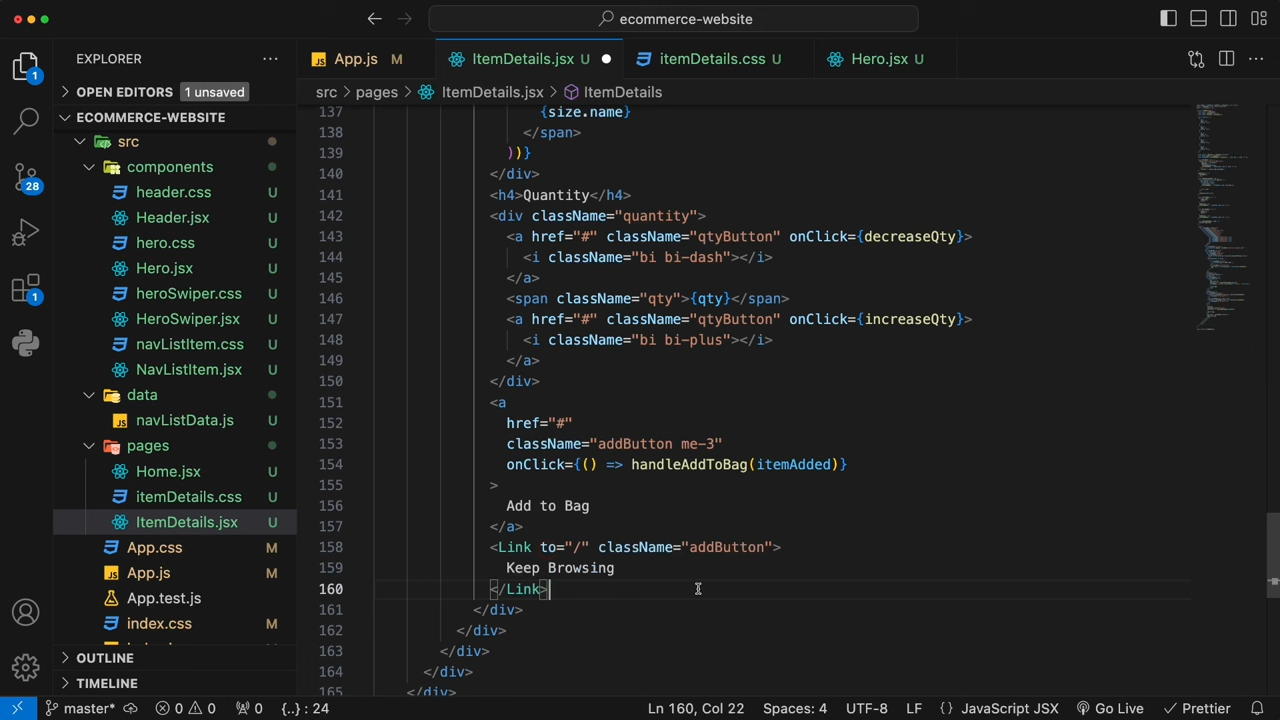 ecommerce-website
EXPLORER
App.js M
ItemDetails.jsx U
itemDetails.css U
Hero.jsx U
1
OPEN EDITORS 1 unsaved
src > pages > ItemDetails.jsx > ItemDetails
ECOMMERCE-WEBSITE
src
components
header.css U
Header.jsx U
hero.css U
Hero.jsx U
heroSwiper.css U
HeroSwiper.jsx U
navListItem.css U
NavListItem.jsx U
data
navListData.js U
pages
Home.jsx U
itemDetails.css U
ItemDetails.jsx U
App.css M
App.js M
App.test.js
index.css M
OUTLINE
TIMELINE
28
1
137 {size.name}
138 </span>
139 ))}
140 </div>
141 <h4>Quantity</h4>
142 <div className="quantity">
143 <a href="#" className="qtyButton" onClick={decreaseQty}>
144 <i className="bi bi-dash"></i>
145 </a>
146 <span className="qty">{qty}</span>
147 <a href="#" className="qtyButton" onClick={increaseQty}>
148 <i className="bi bi-plus"></i>
149 </a>
150 </div>
151 <a
152 href="#"
153 className="addButton me-3"
154 onClick={() => handleAddToBag(itemAdded)}
155 >
156 Add to Bag
157 </a>
158 <Link to="/" className="addButton">
159 Keep Browsing
160 </Link>
161 </div>
162 </div>
163 </div>
164 </div>
165 </div>
master* 0 0 0 {..} : 24 Ln 160, Col 22 Spaces: 4 UTF-8 LF {} JavaScript JSX Go Live Prettier